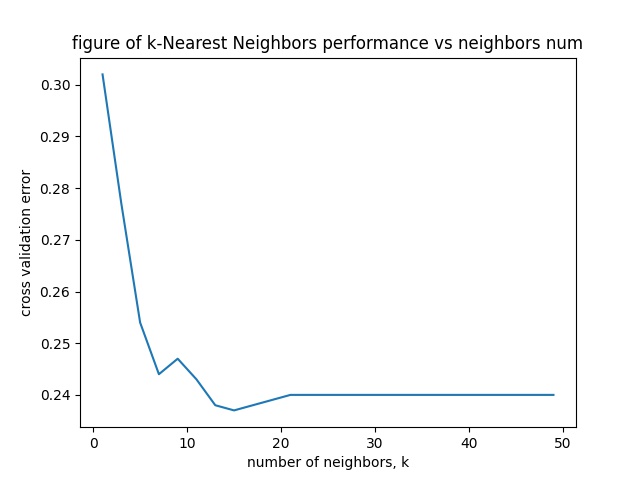 figure of k-Nearest Neighbors performance vs neighbors num
0.30
0.29
0.28
0.27
0.26
0.25
0.24
cross validation error
0 10 20 30 40 50
number of neighbors, k